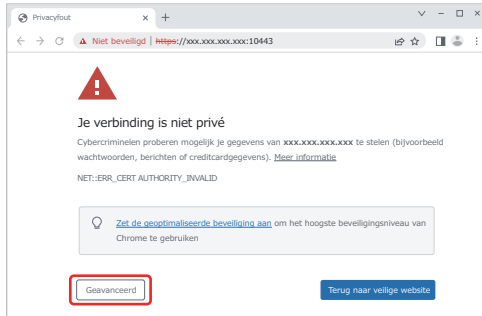 Privacyfout
Niet beveiligd | https://xxx.xxx.xxx.xxx:10443
Je verbinding is niet privé
Cybercriminelen proberen mogelijk je gegevens van xxx.xxx.xxx.xxx te stelen (bijvoorbeeld
wachtwoorden, berichten of creditcardgegevens). Meer informatie
NET::ERR_CERT AUTHORITY_INVALID
Zet de geoptimaliseerde beveiliging aan om het hoogste beveiligingsniveau van
Chrome te gebruiken
Geavanceerd
Terug naar veilige website